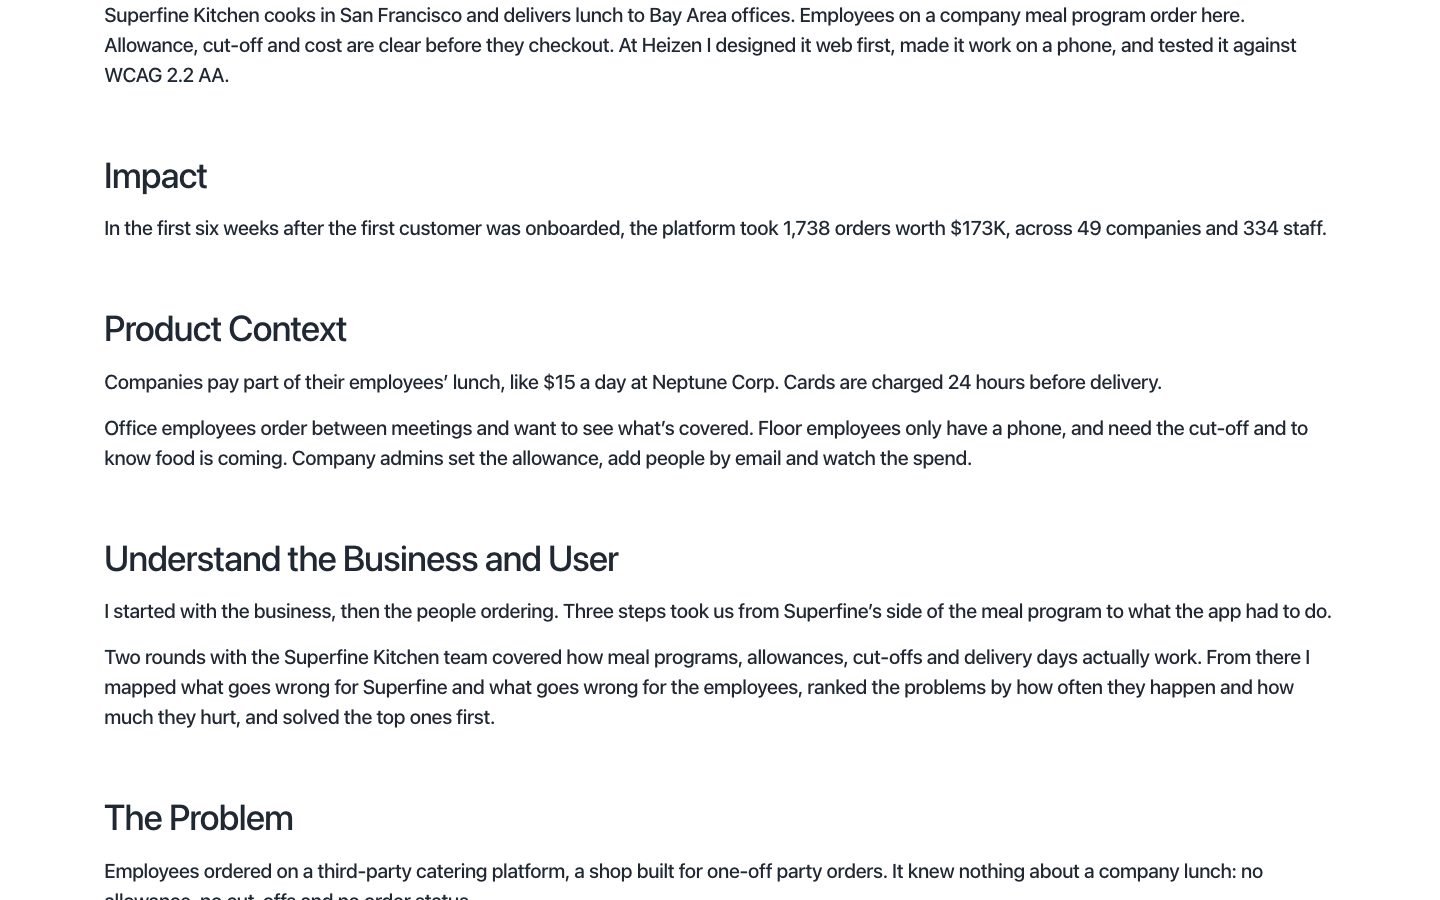 Superfine Kitchen cooks in San Francisco and delivers lunch to Bay Area offices. Employees on a company meal program order here.
Allowance, cut-off and cost are clear before they checkout. At Heizen I designed it web first, made it work on a phone, and tested it against
WCAG 2.2 AA.
Impact
In the first six weeks after the first customer was onboarded, the platform took 1,738 orders worth $173K, across 49 companies and 334 staff.
Product Context
Companies pay part of their employees’ lunch, like $15 a day at Neptune Corp. Cards are charged 24 hours before delivery.
Office employees order between meetings and want to see what’s covered. Floor employees only have a phone, and need the cut-off and to
know food is coming. Company admins set the allowance, add people by email and watch the spend.
Understand the Business and User
I started with the business, then the people ordering. Three steps took us from Superfine’s side of the meal program to what the app had to do.
Two rounds with the Superfine Kitchen team covered how meal programs, allowances, cut-offs and delivery days actually work. From there I
mapped what goes wrong for Superfine and what goes wrong for the employees, ranked the problems by how often they happen and how
much they hurt, and solved the top ones first.
The Problem
Employees ordered on a third-party catering platform, a shop built for one-off party orders. It knew nothing about a company lunch: no
allowance, no cut-offs and no order status.